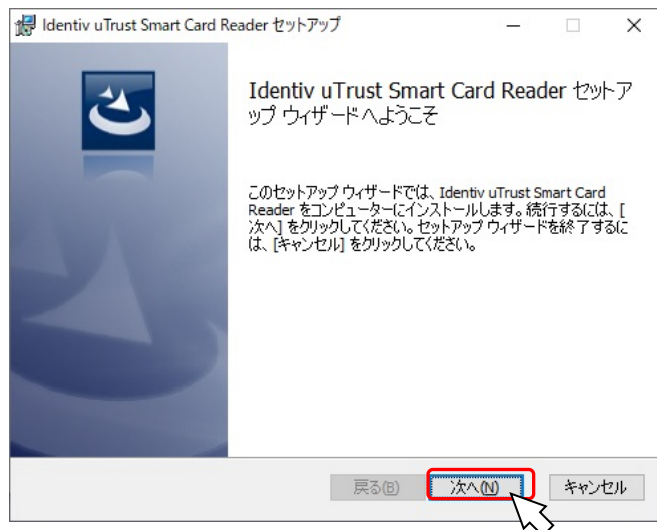 Identiv uTrust Smart Card Reader セットアップ
Identiv uTrust Smart Card Reader セットア
ップ ウィザードへようこそ
このセットアップ ウィザードでは、Identiv uTrust Smart Card
Reader をコンピューターにインストールします。続行するには、[
次へ] をクリックしてください。セットアップ ウィザードを終了するに
は、[キャンセル] をクリックしてください。
戻る(B) 次へ(N) キャンセル